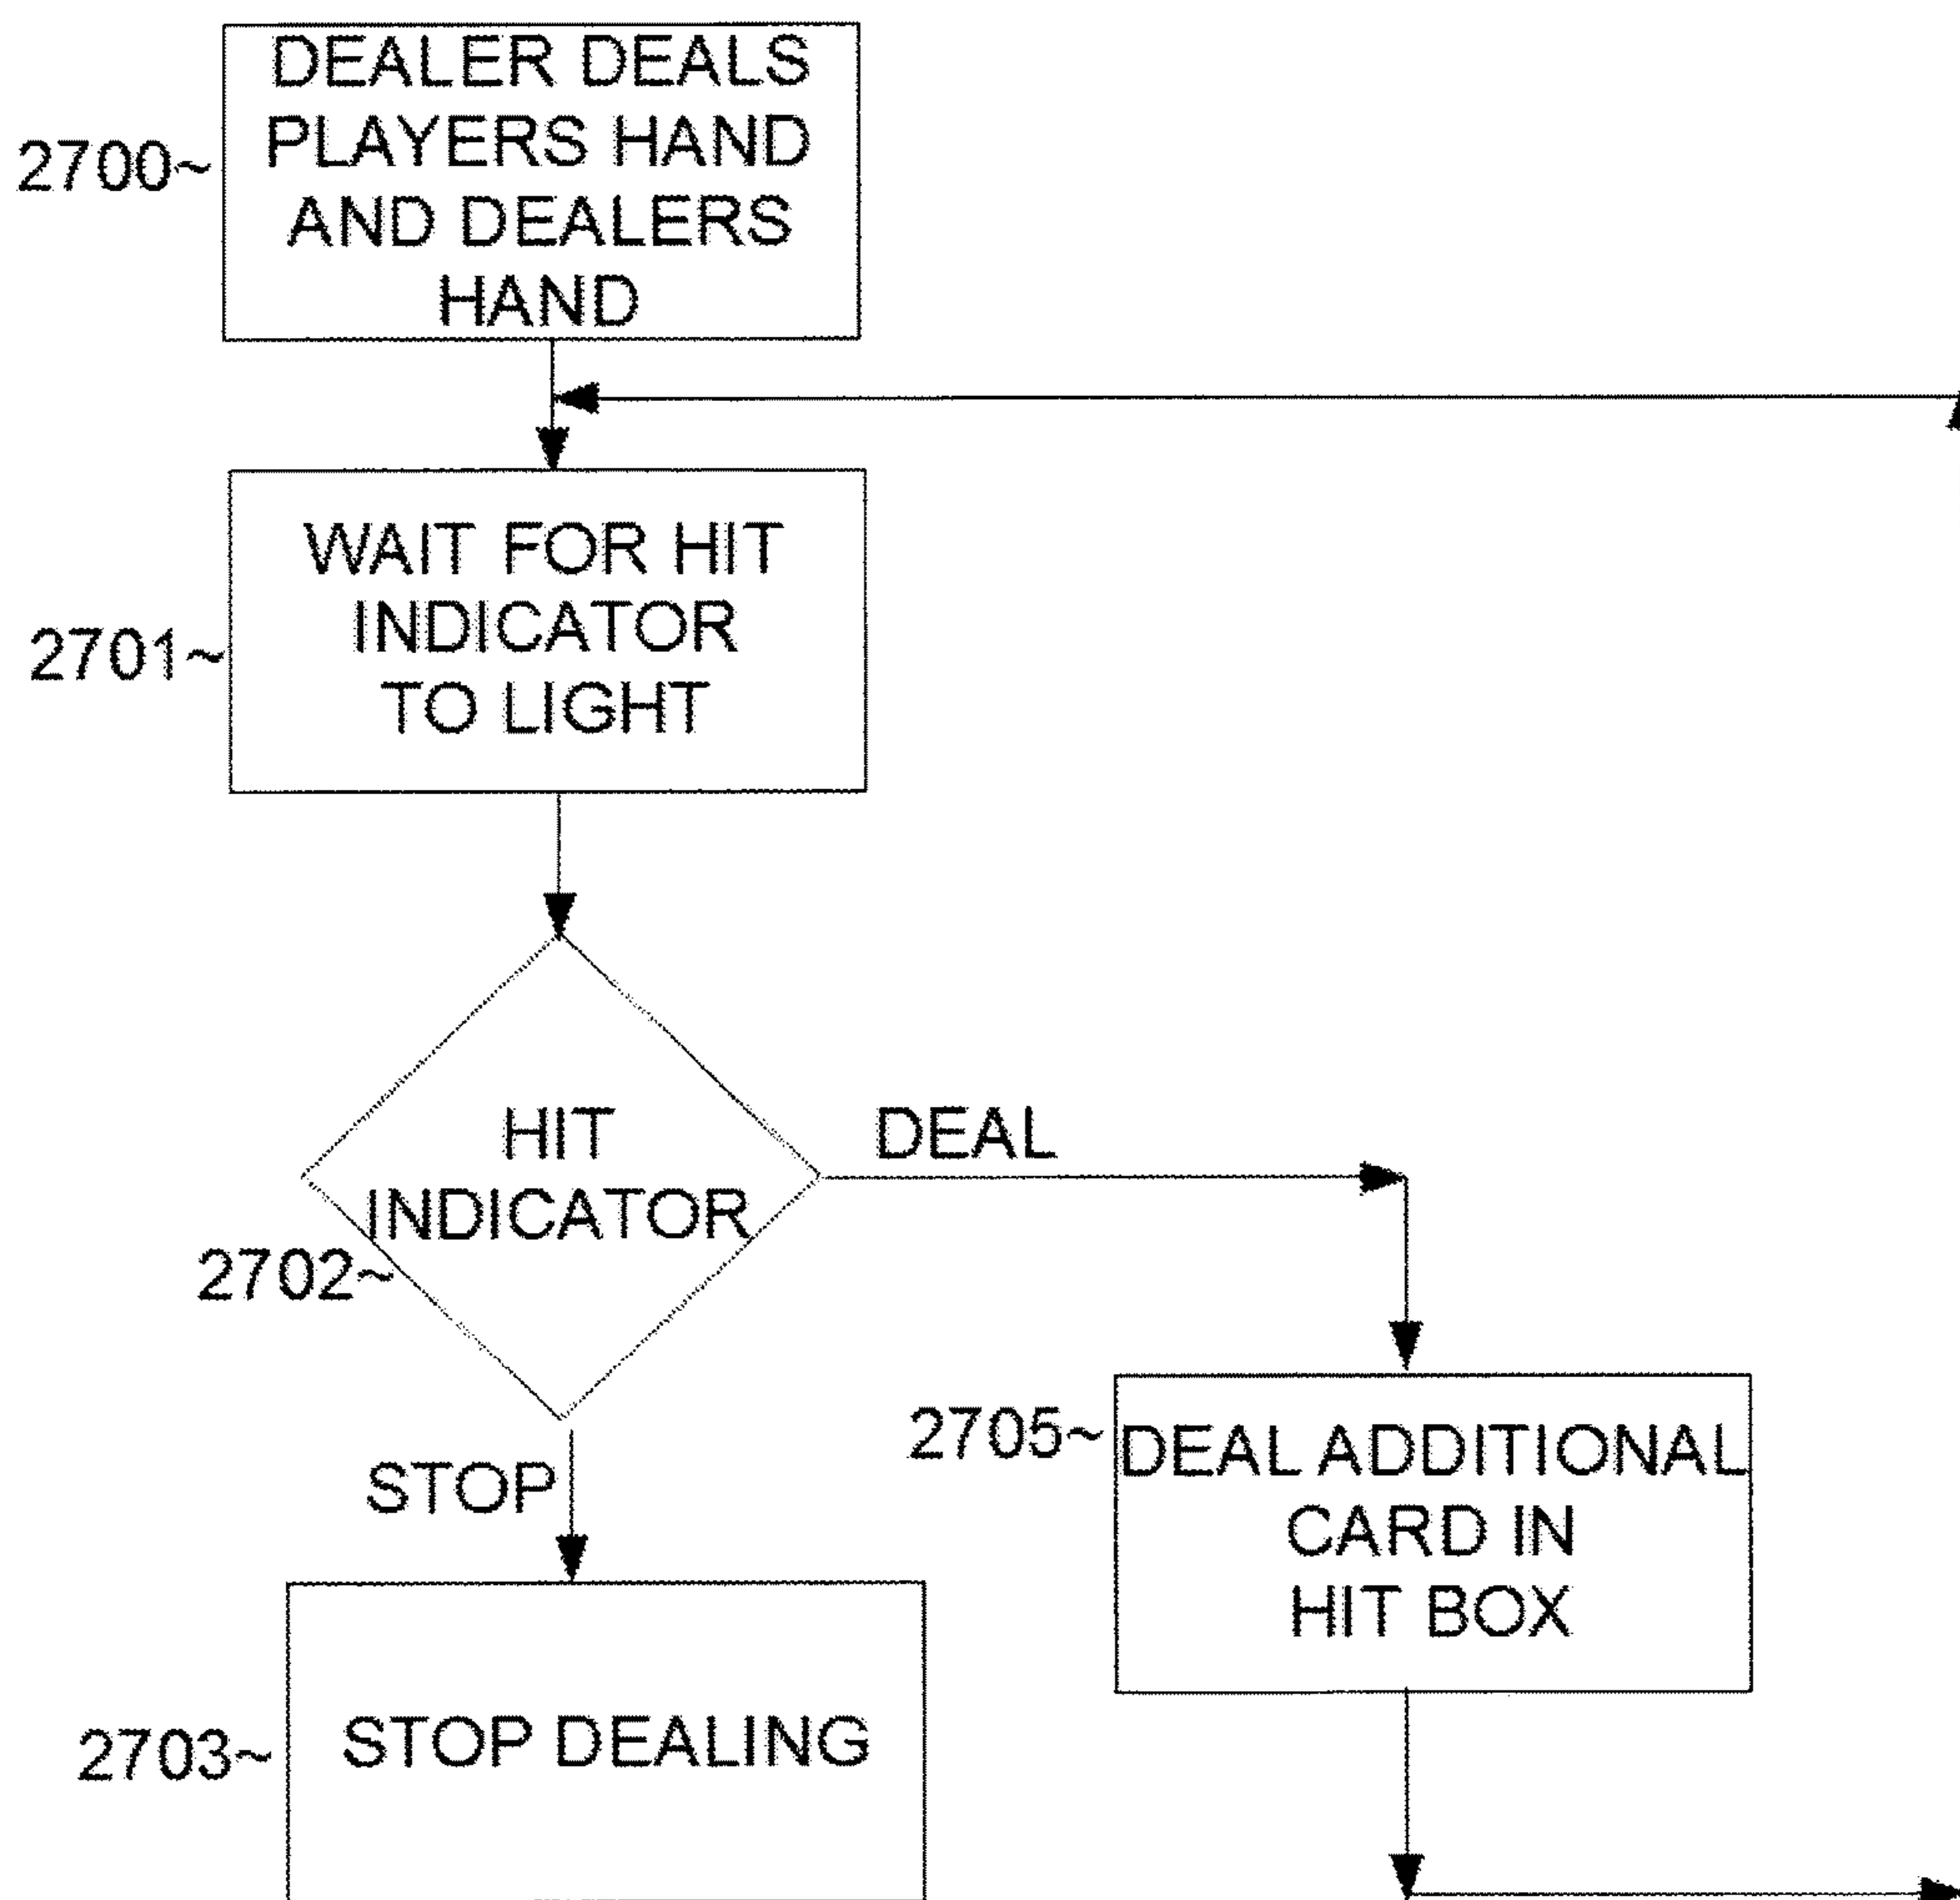 DEALER DEALS
PLAYERS HAND
AND DEALERS
HAND
2700~
WAIT FOR HIT
INDICATOR
TO LIGHT
2701~
HIT
INDICATOR
2702~
DEAL
STOP
2705~
DEAL ADDITIONAL
CARD IN
HIT BOX
2703~
STOP DEALING